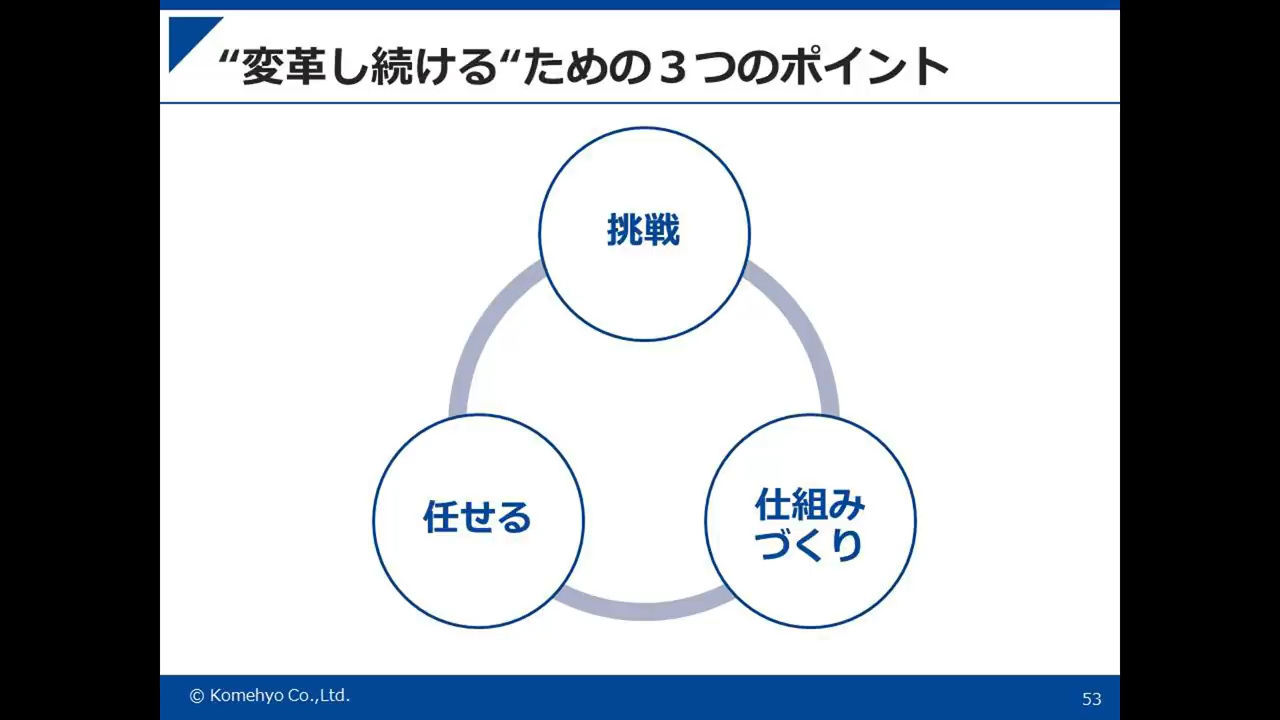 “変革し続ける“ための３つのポイント
挑戦
任せる
仕組み
づくり
© Komehyo Co.,Ltd.
53